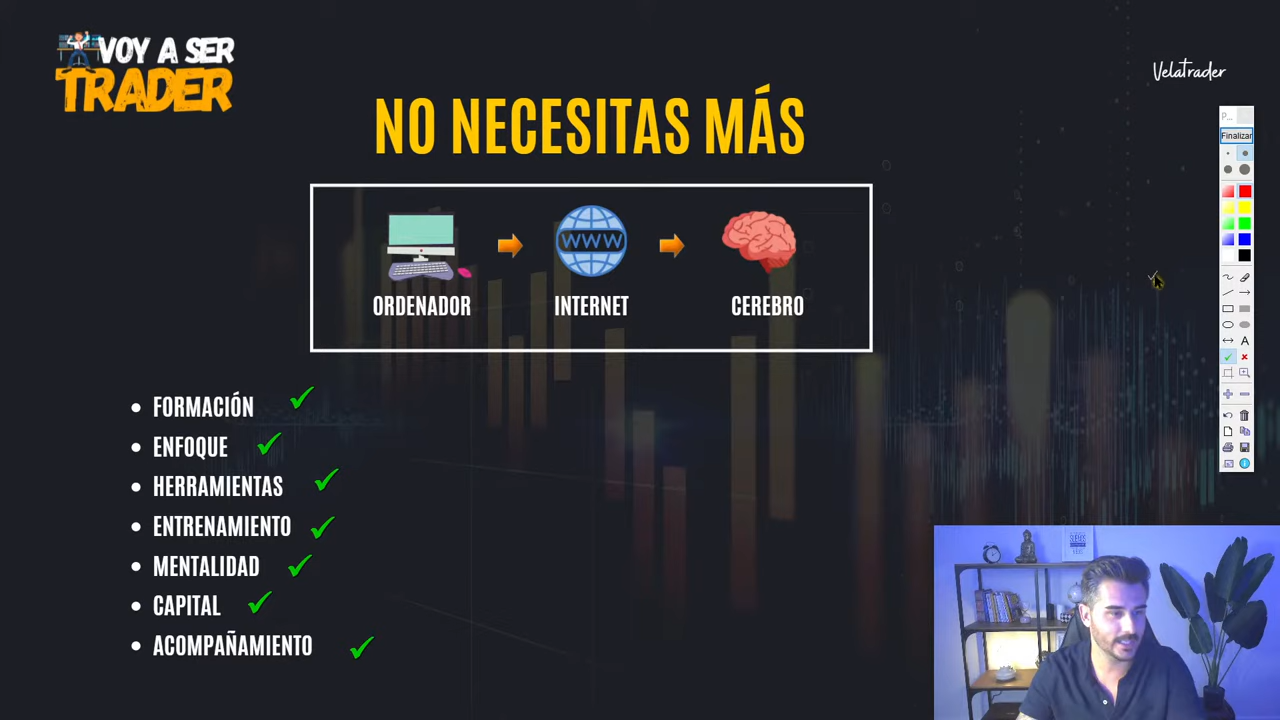 VOY A SER
TRADER
Velatrader
NO NECESITAS MÁS
P...
Finalizar
WWW
ORDENADOR
INTERNET
CEREBRO
A
FORMACIÓN
ENFOQUE
HERRAMIENTAS
ENTRENAMIENTO
MENTALIDAD
CAPITAL
ACOMPAÑAMIENTO